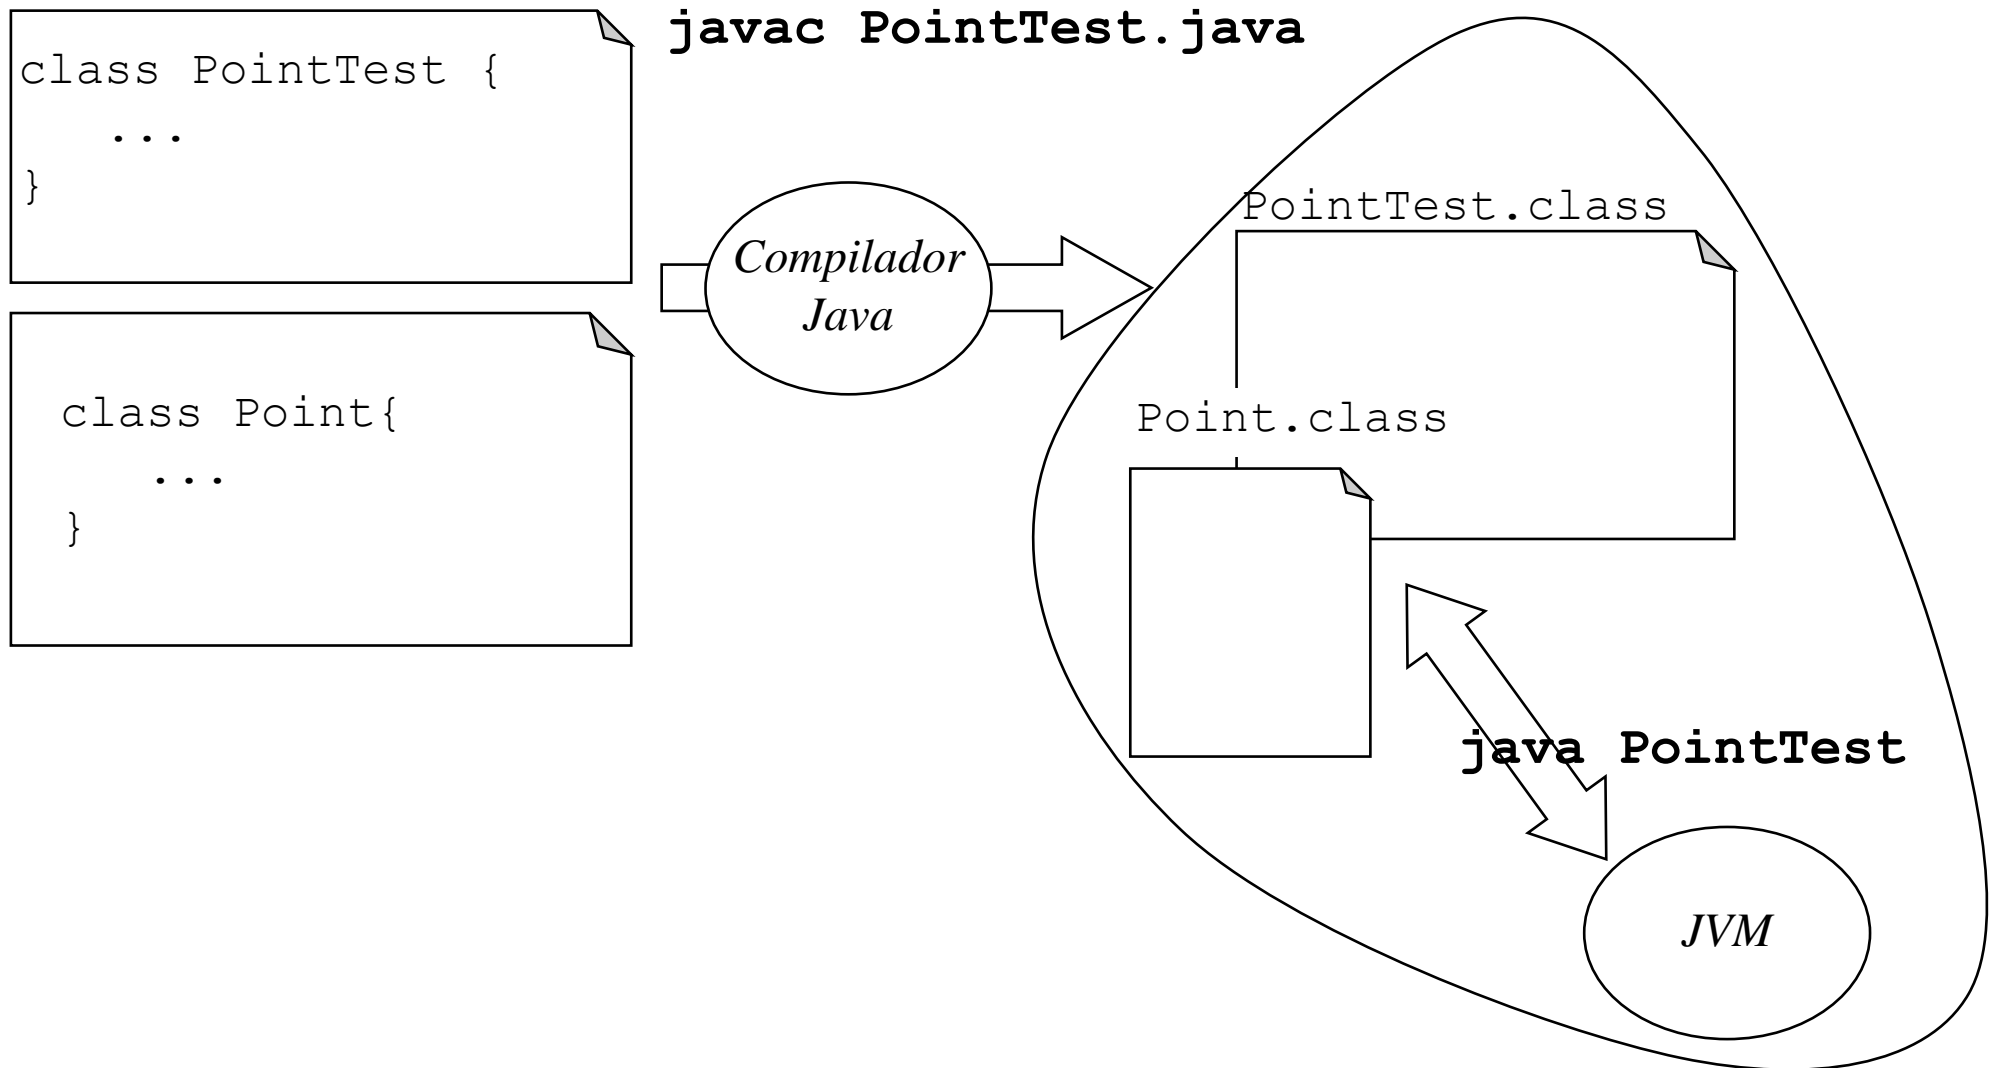 javac PointTest.java
class PointTest {
...
}
class Point{
...
}
Compilador
Java
PointTest.class
Point.class
java PointTest
JVM